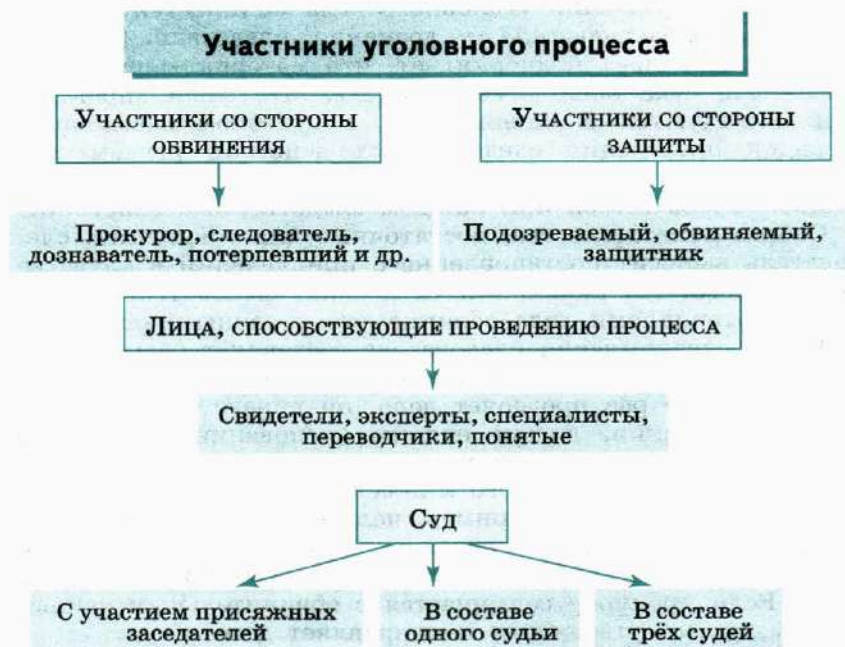 Участники уголовного процесса
Участники со стороны
обвинения
Участники со стороны
защиты
Прокурор, следователь,
дознаватель, потерпевший и др.
Подозреваемый, обвиняемый,
защитник
Лица, способствующие проведению процесса
Свидетели, эксперты, специалисты,
переводчики, понятые
Суд
С участием присяжных
заседателей
В составе
одного судьи
В составе
трёх судей